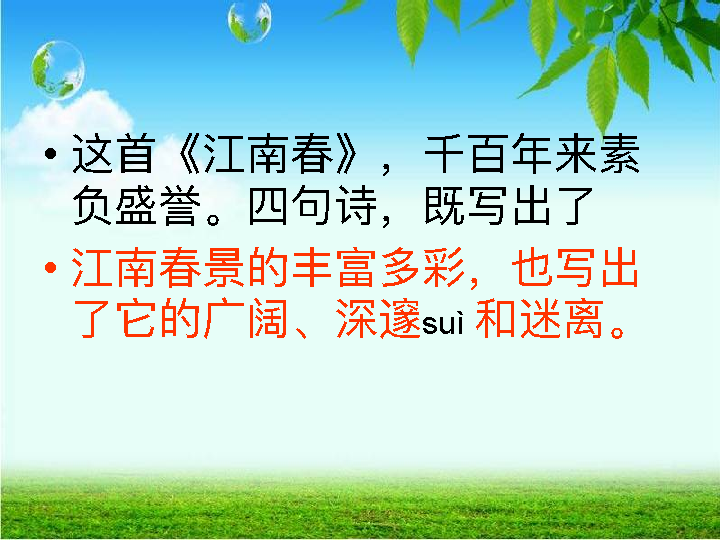 • 这首《江南春》，千百年来素
负盛誉。四句诗，既写出了
• 江南春景的丰富多彩，也写出
了它的广阔、深邃suì 和迷离。